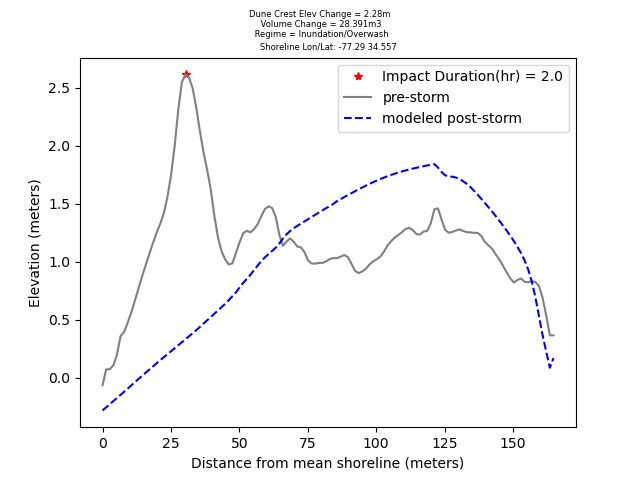 Dune Crest Elev Change = 2.28m
Volume Change = 28.391m3
Regime = Inundation/Overwash
Shoreline Lon/Lat: -77.29 34.557
Impact Duration(hr) = 2.0
pre-storm
modeled post-storm
Elevation (meters)
2.5
2.0
1.5
1.0
0.5
0.0
0 25 50 75 100 125 150
Distance from mean shoreline (meters)